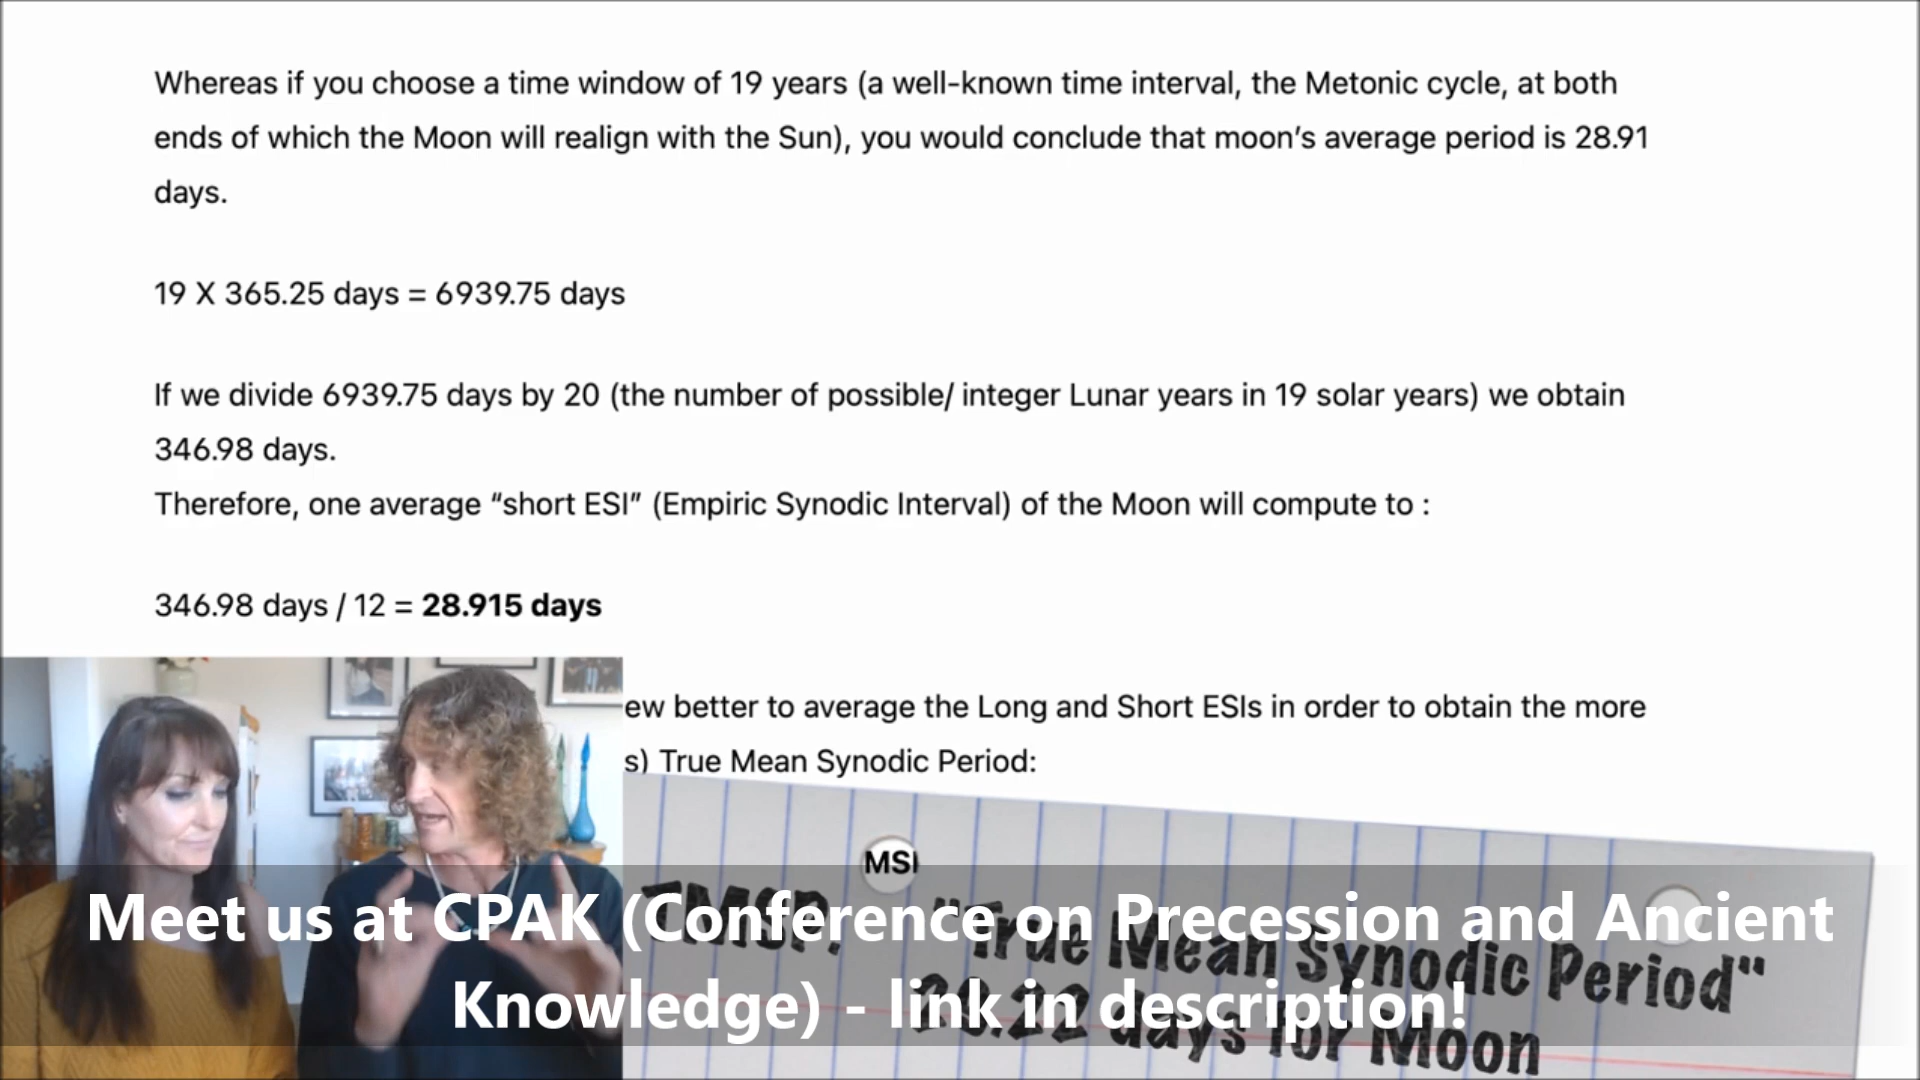 Whereas if you choose a time window of 19 years (a well-known time interval, the Metonic cycle, at both
ends of which the Moon will realign with the Sun), you would conclude that moon's average period is 28.91
days.
19 X 365.25 days = 6939.75 days
If we divide 6939.75 days by 20 (the number of possible/ integer Lunar years in 19 solar years) we obtain
346.98 days.
Therefore, one average “short ESI” (Empiric Synodic Interval) of the Moon will compute to :
346.98 days / 12 = 28.915 days
ew better to average the Long and Short ESIs in order to obtain the more
s) True Mean Synodic Period:
MSI
TMSP: "True Mean Synodic Period"
days for Moon
Meet us at CPAK (Conference on Precession and Ancient
Knowledge) - link in description!